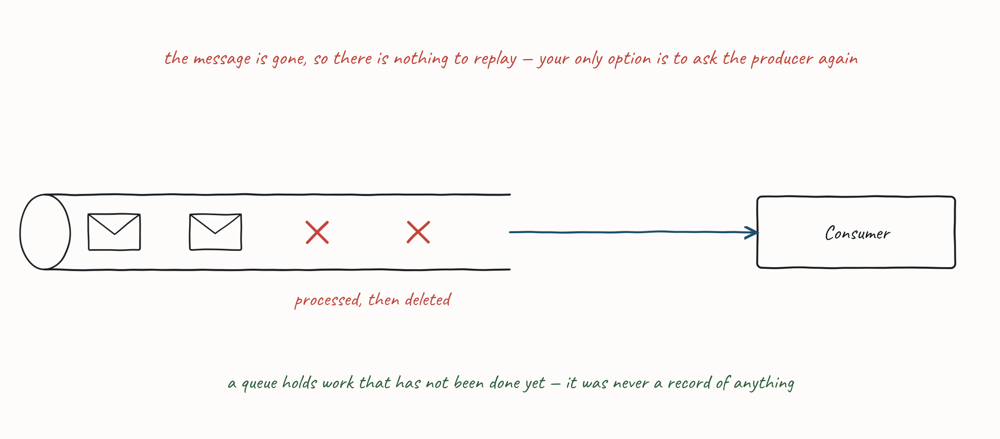 the message is gone, so there is nothing to replay — your only option is to ask the producer again
Consumer
processed, then deleted
a queue holds work that has not been done yet — it was never a record of anything